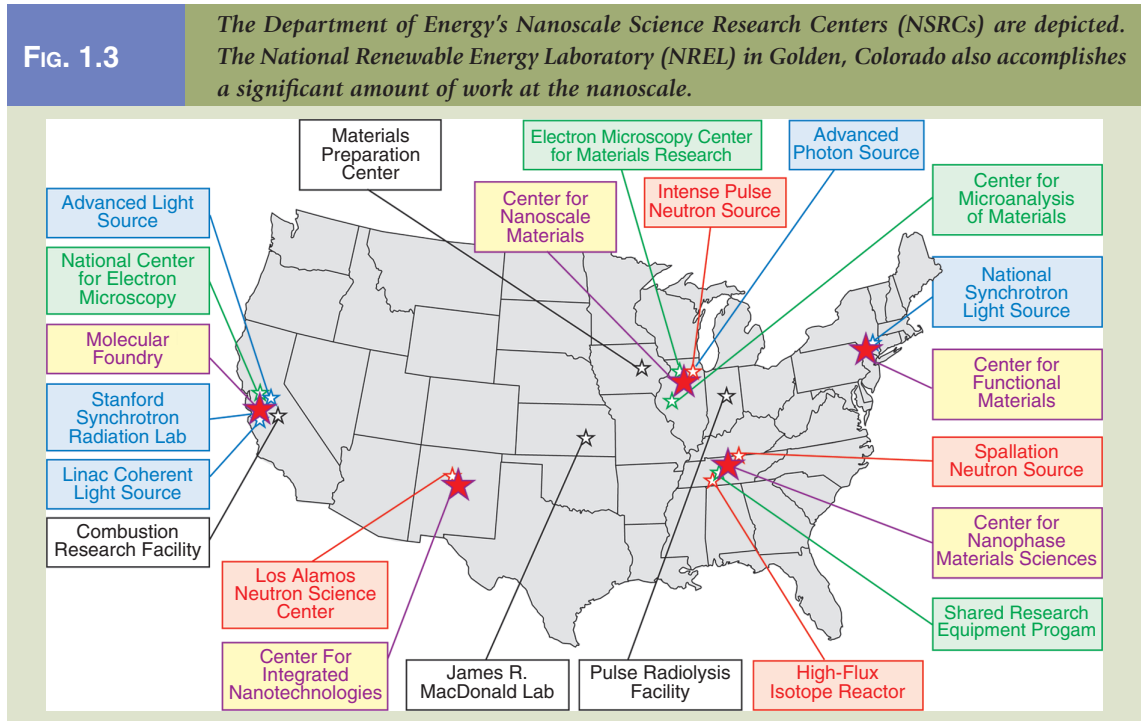 FIG. 1.3
The Department of Energy's Nanoscale Science Research Centers (NSRCs) are depicted.
The National Renewable Energy Laboratory (NREL) in Golden, Colorado also accomplishes
a significant amount of work at the nanoscale.
Materials
Preparation
Center
Electron Microscopy Center
for Materials Research
Advanced
Photon Source
Advanced Light
Source
National Center
for Electron
Microscopy
Molecular
Foundry
Stanford
Synchrotron
Radiation Lab
Linac Coherent
Light Source
Combustion
Research Facility
Center for
Nanoscale
Materials
Intense Pulse
Neutron Source
Center for
Microanalysis
of Materials
National
Synchrotron
Light Source
Center for
Functional
Materials
Spallation
Neutron Source
Center for
Nanophase
Materials Sciences
Shared Research
Equipment Progam
Los Alamos
Neutron Science
Center
Center For
Integrated
Nanotechnologies
James R.
MacDonald Lab
Pulse Radiolysis
Facility
High-Flux
Isotope Reactor